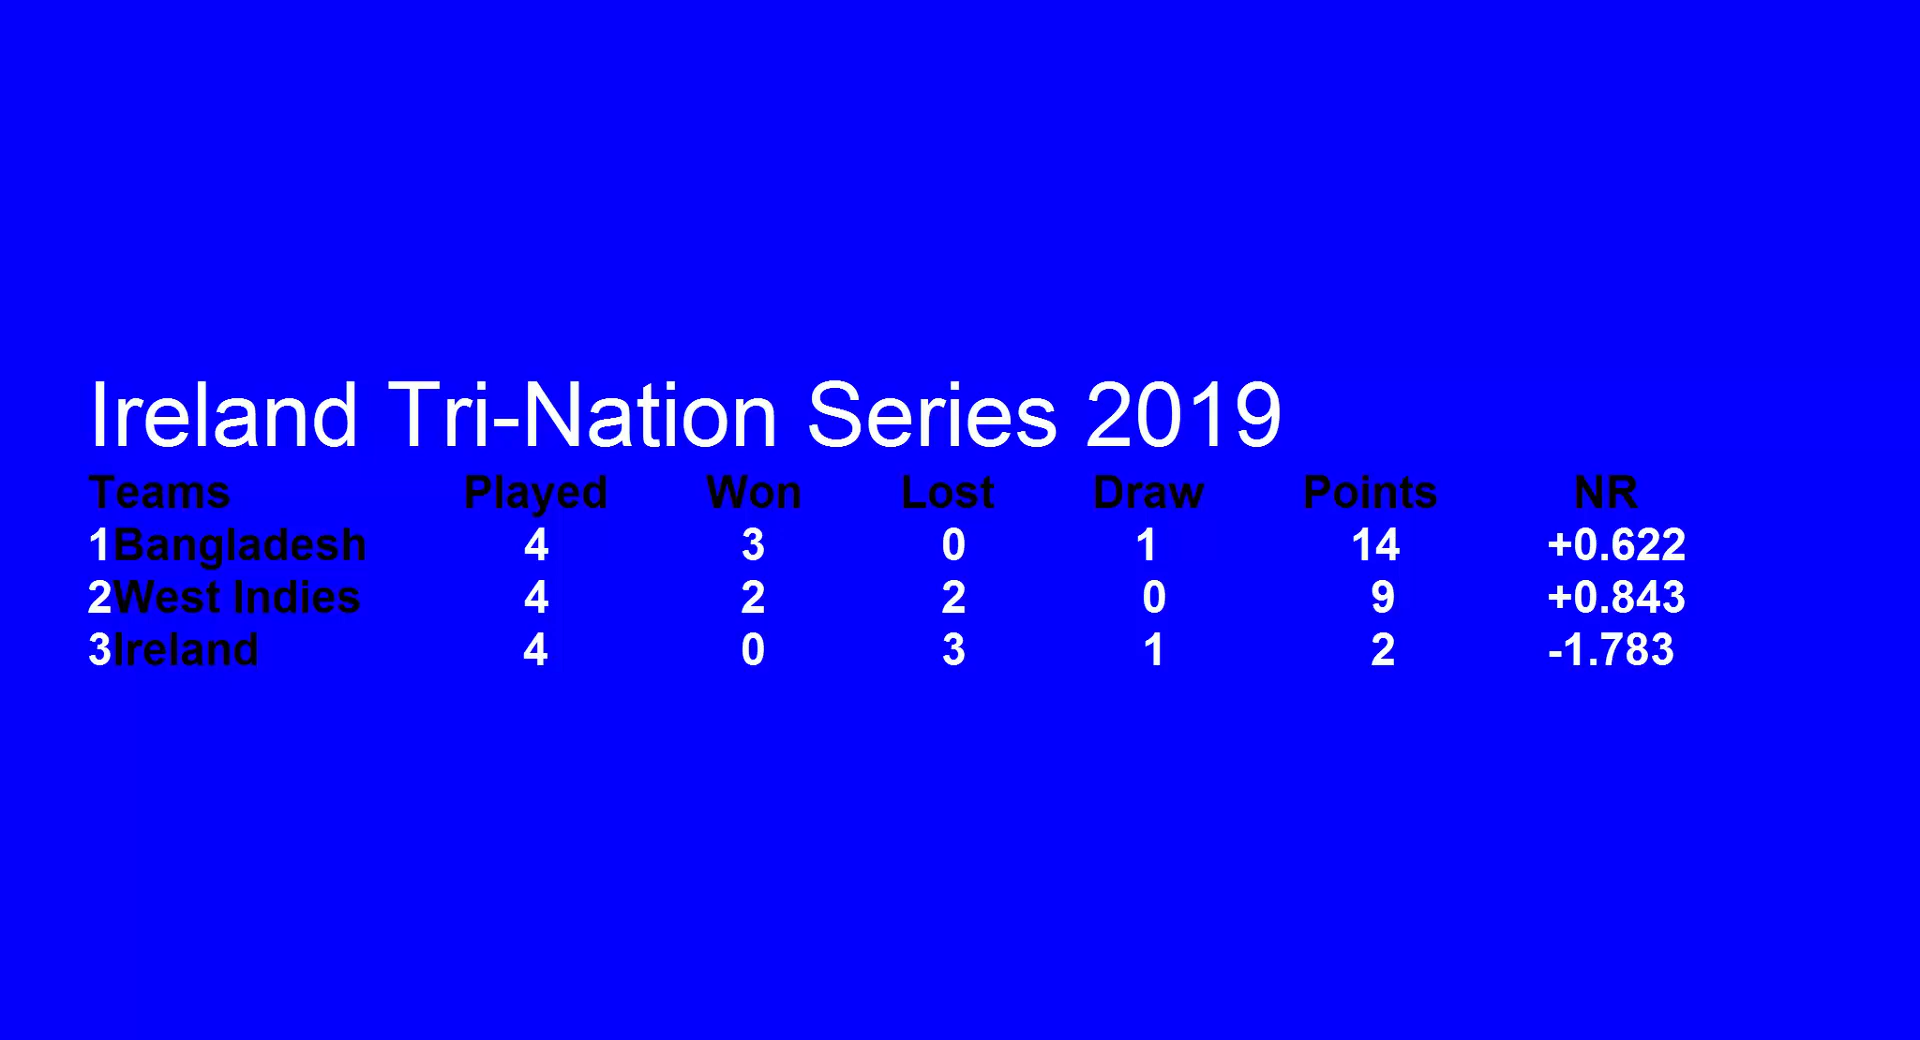 Ireland Tri-Nation Series 2019
Teams Played Won Lost Draw Points NR
1Bangladesh 4 3 0 1 14 +0.622
2West Indies 4 2 2 0 9 +0.843
3Ireland 4 0 3 1 2 -1.783